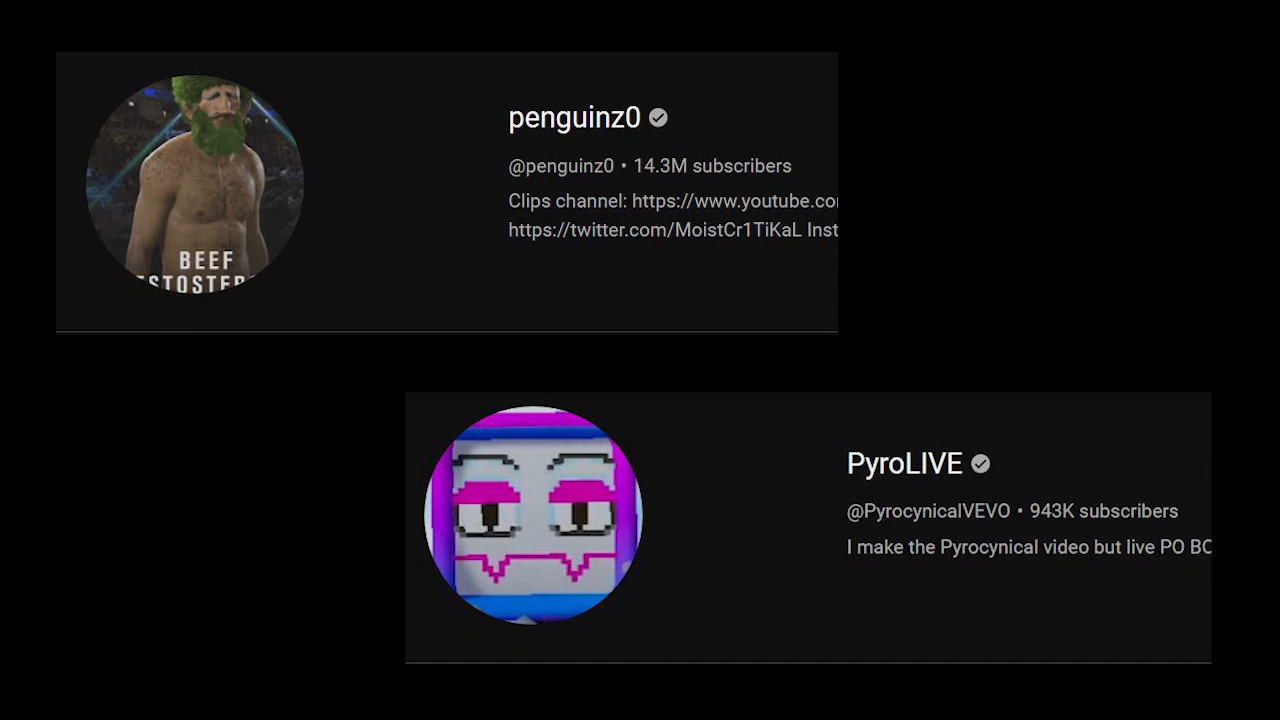 BEEF
penguinz0
@penguinz0 • 14.3M subscribers
Clips channel: https://www.youtube.co
https://twitter.com/MoistCr1TiKaL Inst
PyroLIVE
@PyrocynicalVEVO • 943K subscribers
I make the Pyrocynical video but live PO BC